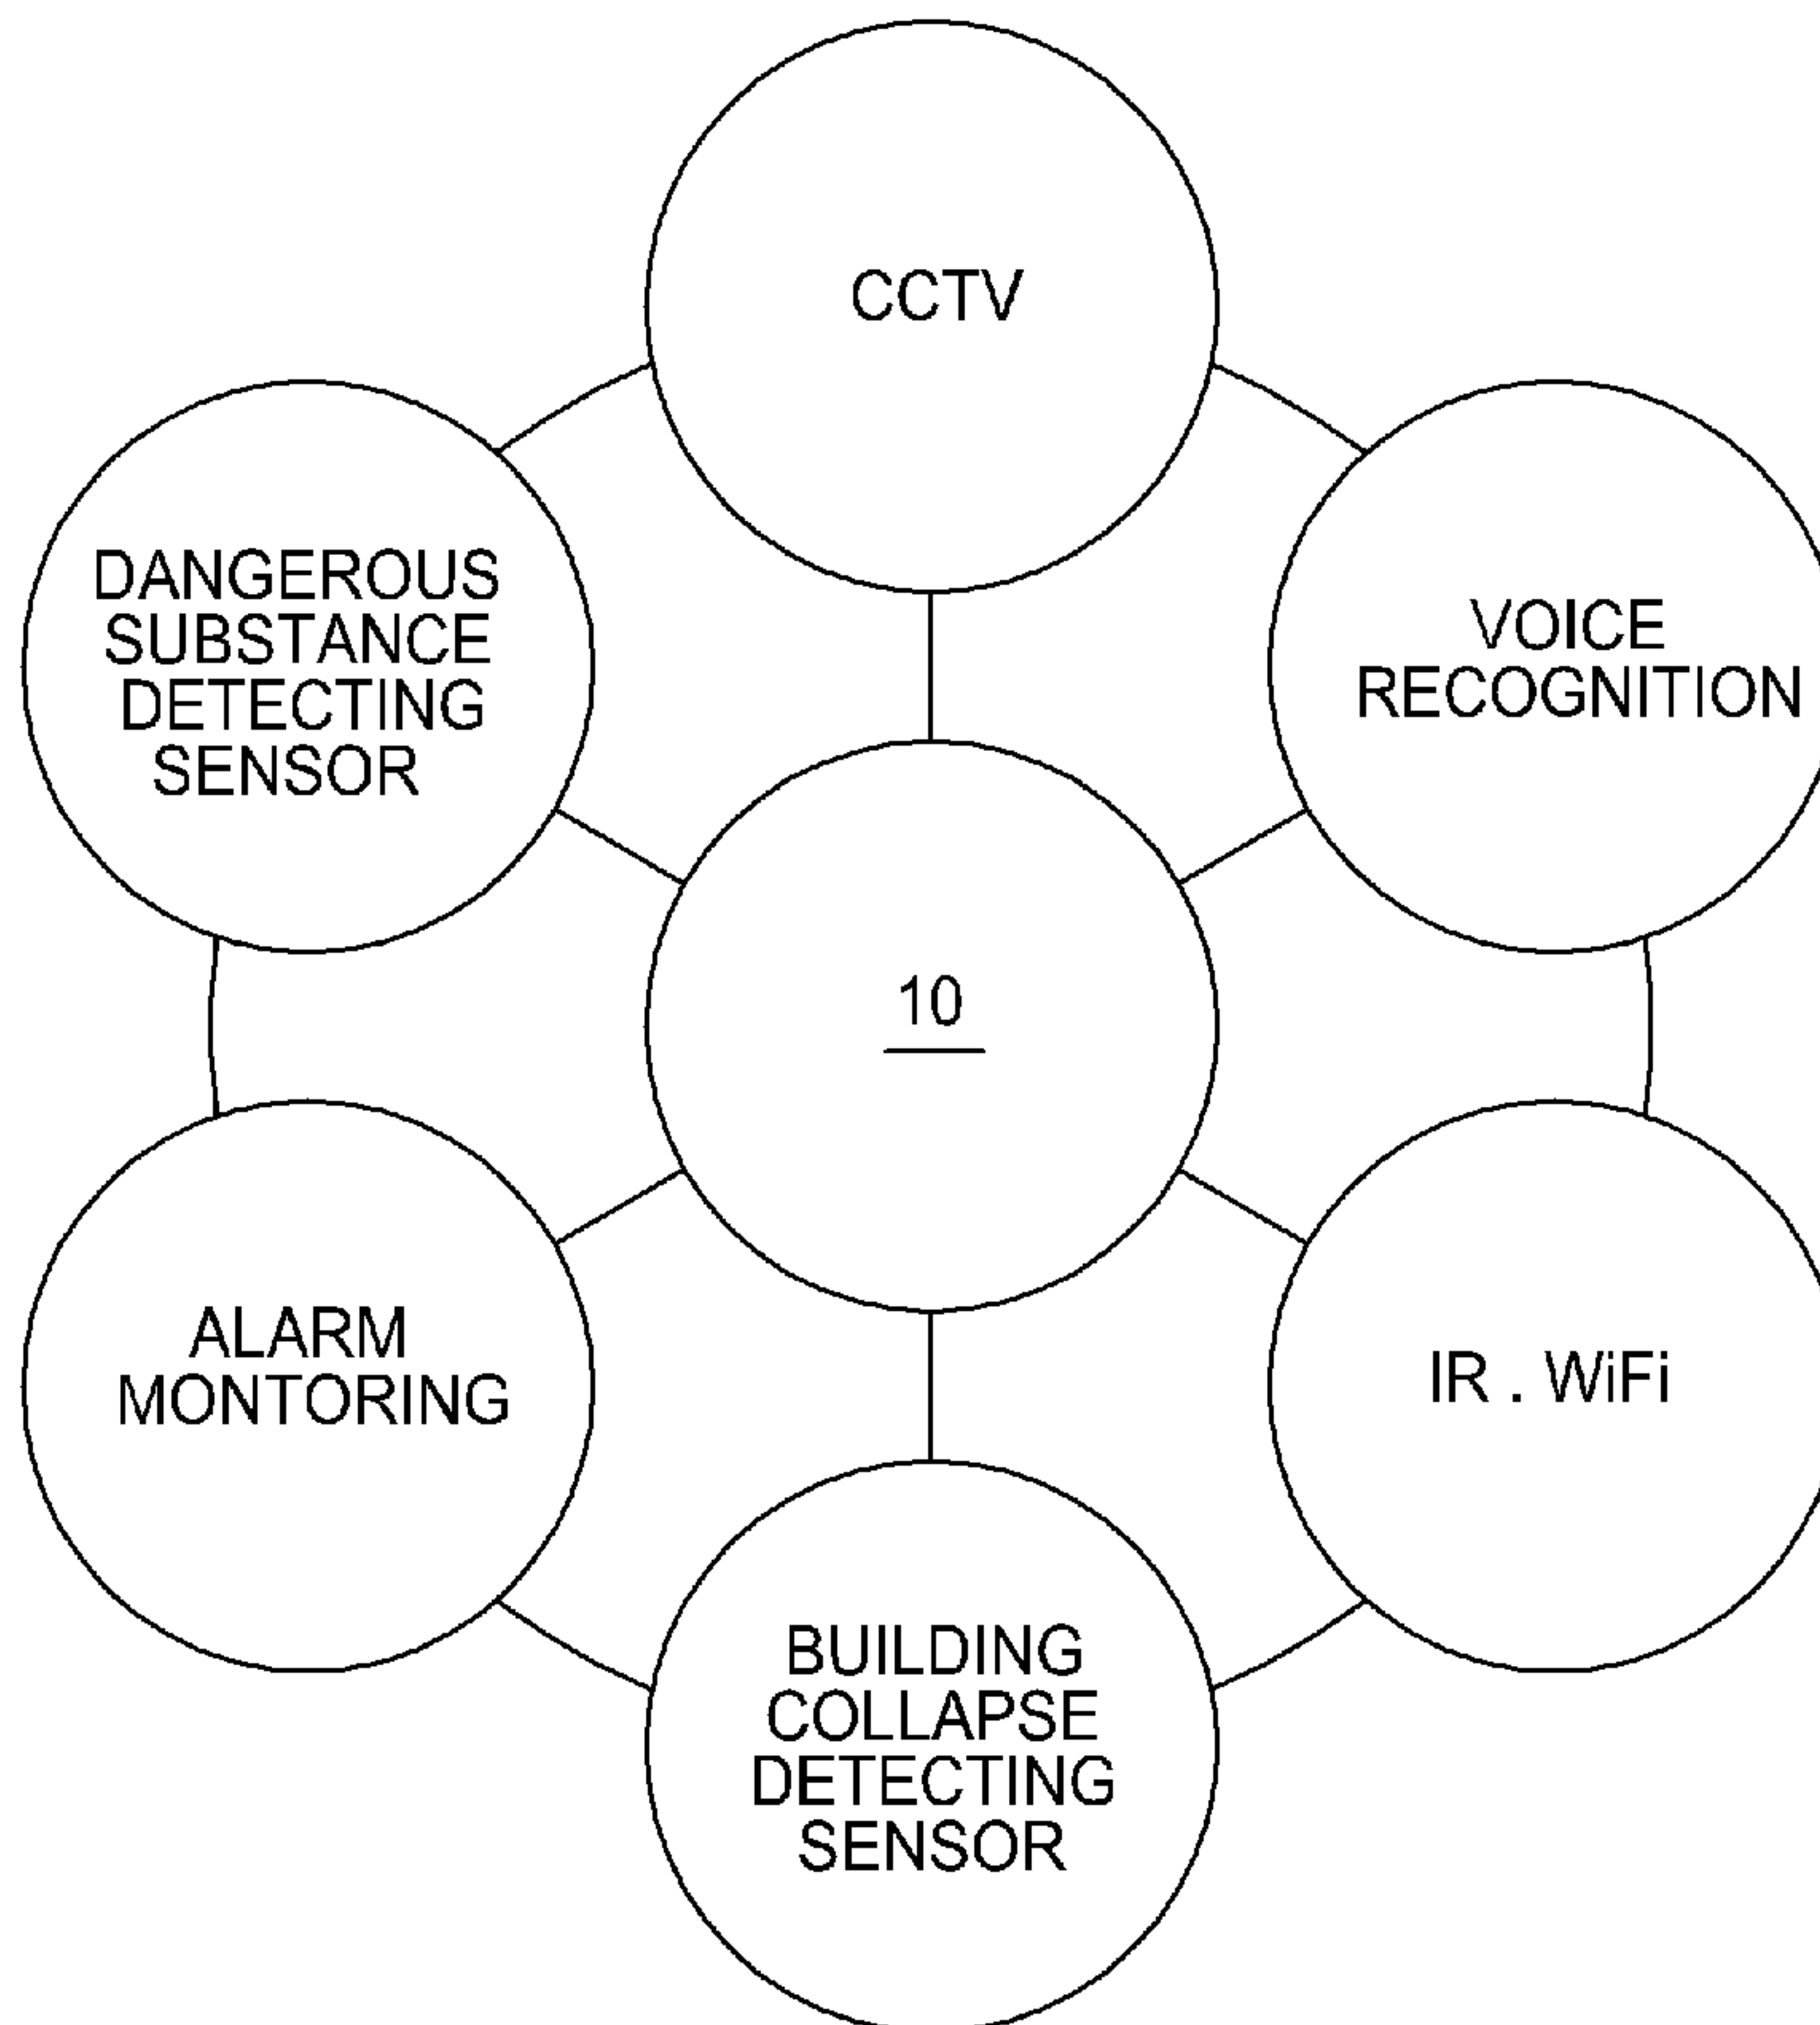 CCTV
DANGEROUS
SUBSTANCE
DETECTING
SENSOR
VOICE
RECOGNITION
10
ALARM
MONTORING
IR . WiFi
BUILDING
COLLAPSE
DETECTING
SENSOR